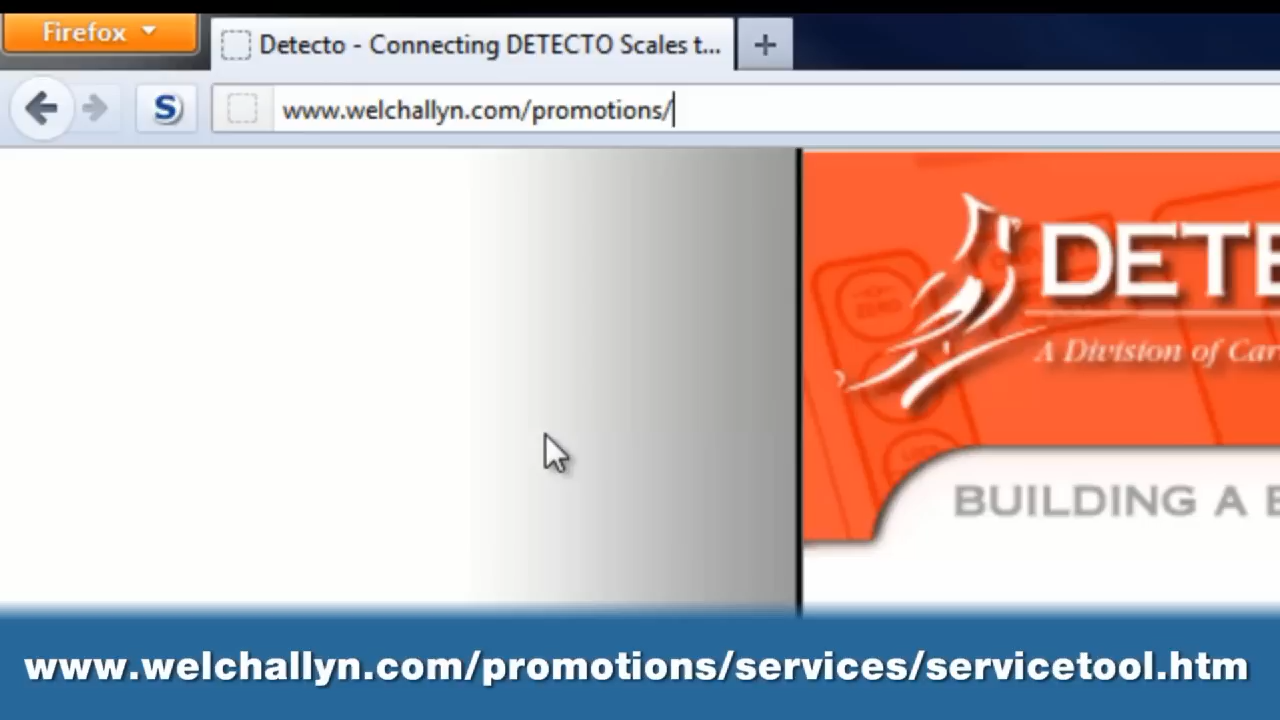 Firefox
Detecto - Connecting DETECTO Scales t...
S
www.welchallyn.com/promotions/
DETE
A Division of Car
BUILDING A B
www.welchallyn.com/promotions/services/servicetool.htm